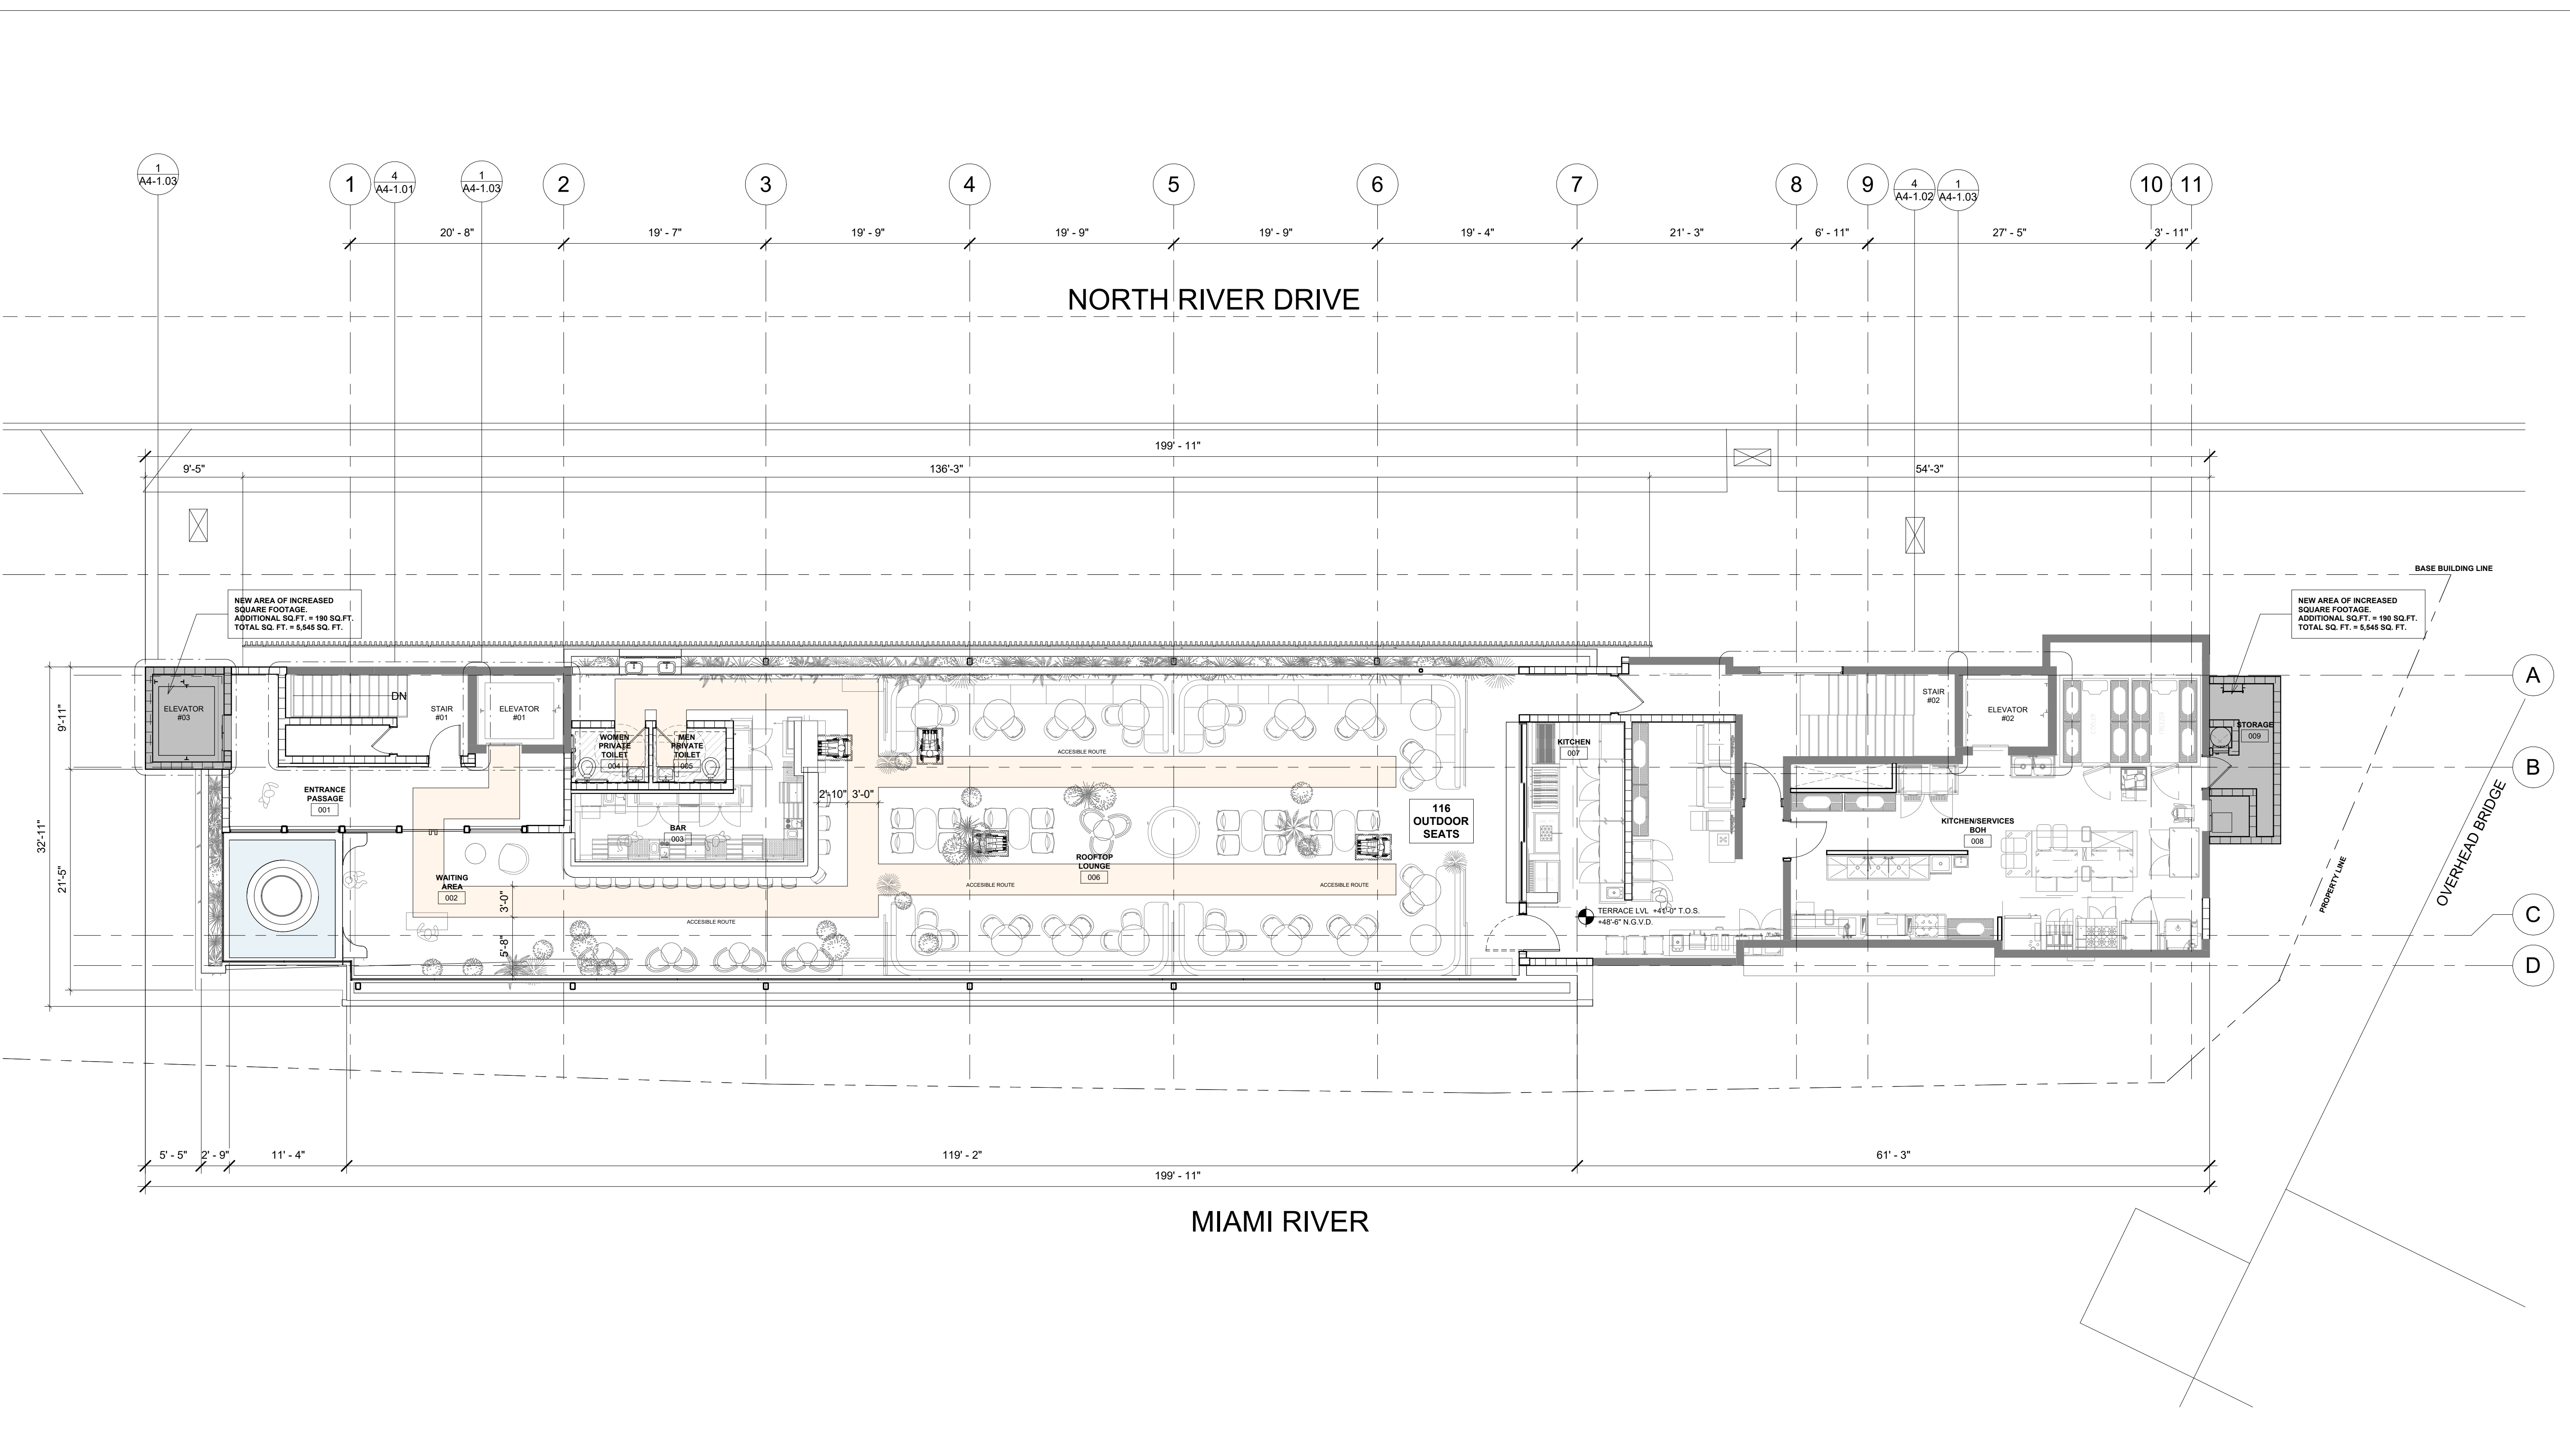 1
A4-1.03
1
4
A4-1.01
1
A4-1.03
2
3
4
5
6
7
8
9
4
A4-1.02
1
A4-1.03
10
11
20' - 8"
19' - 7"
19' - 9"
19' - 9"
19' - 9"
19' - 4"
21' - 3"
6' - 11"
27' - 5"
3' - 11"
NORTH RIVER DRIVE
199' - 11"
9'-5"
136'-3"
54'-3"
BASE BUILDING LINE
NEW AREA OF INCREASED
SQUARE FOOTAGE.
ADDITIONAL SQ.FT. = 190 SQ.FT.
TOTAL SQ. FT. = 5,545 SQ. FT.
NEW AREA OF INCREASED
SQUARE FOOTAGE.
ADDITIONAL SQ.FT. = 190 SQ.FT.
TOTAL SQ. FT. = 5,545 SQ. FT.
A
B
C
D
9'-11"
32'-11"
21'-5"
ELEVATOR
#03
DN
STAIR
#01
ELEVATOR
#01
WOMEN
PRIVATE
TOILET
004
MEN
PRIVATE
TOILET
005
ENTRANCE
PASSAGE
001
BAR
003
WAITING
AREA
002
2'-10"
3'-0"
3'-0"
5'-8"
ACCESIBLE ROUTE
ACCESIBLE ROUTE
ACCESIBLE ROUTE
ACCESIBLE ROUTE
ROOFTOP
LOUNGE
006
116
OUTDOOR
SEATS
KITCHEN
007
TERRACE LVL +41'-0" T.O.S.
+48'-6" N.G.V.D.
STAIR
#02
ELEVATOR
#02
KITCHEN/SERVICES
BOH
008
STORAGE
009
PROPERTY LINE
OVERHEAD BRIDGE
5' - 5"
2' - 9"
11' - 4"
119' - 2"
61' - 3"
199' - 11"
MIAMI RIVER